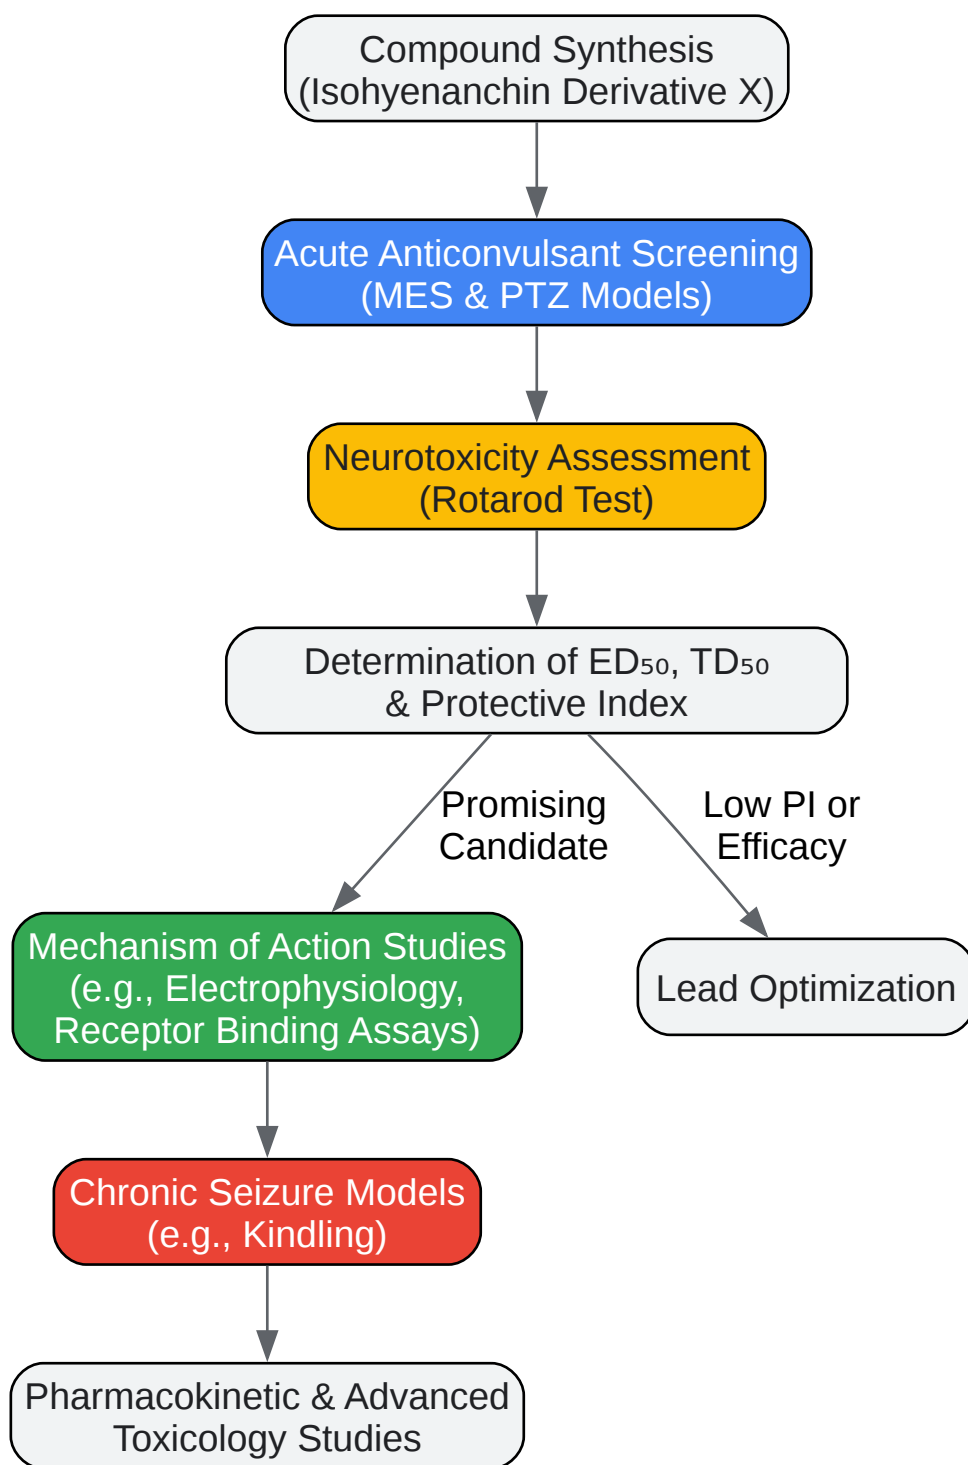 Compound Synthesis
(Isohyenanchin Derivative X)
Acute Anticonvulsant Screening
(MES & PTZ Models)
Neurotoxicity Assessment
(Rotarod Test)
Determination of ED₅₀, TD₅₀
& Protective Index
Promising
Candidate
Low PI or
Efficacy
Mechanism of Action Studies
(e.g., Electrophysiology,
Receptor Binding Assays)
Lead Optimization
Chronic Seizure Models
(e.g., Kindling)
Pharmacokinetic & Advanced
Toxicology Studies